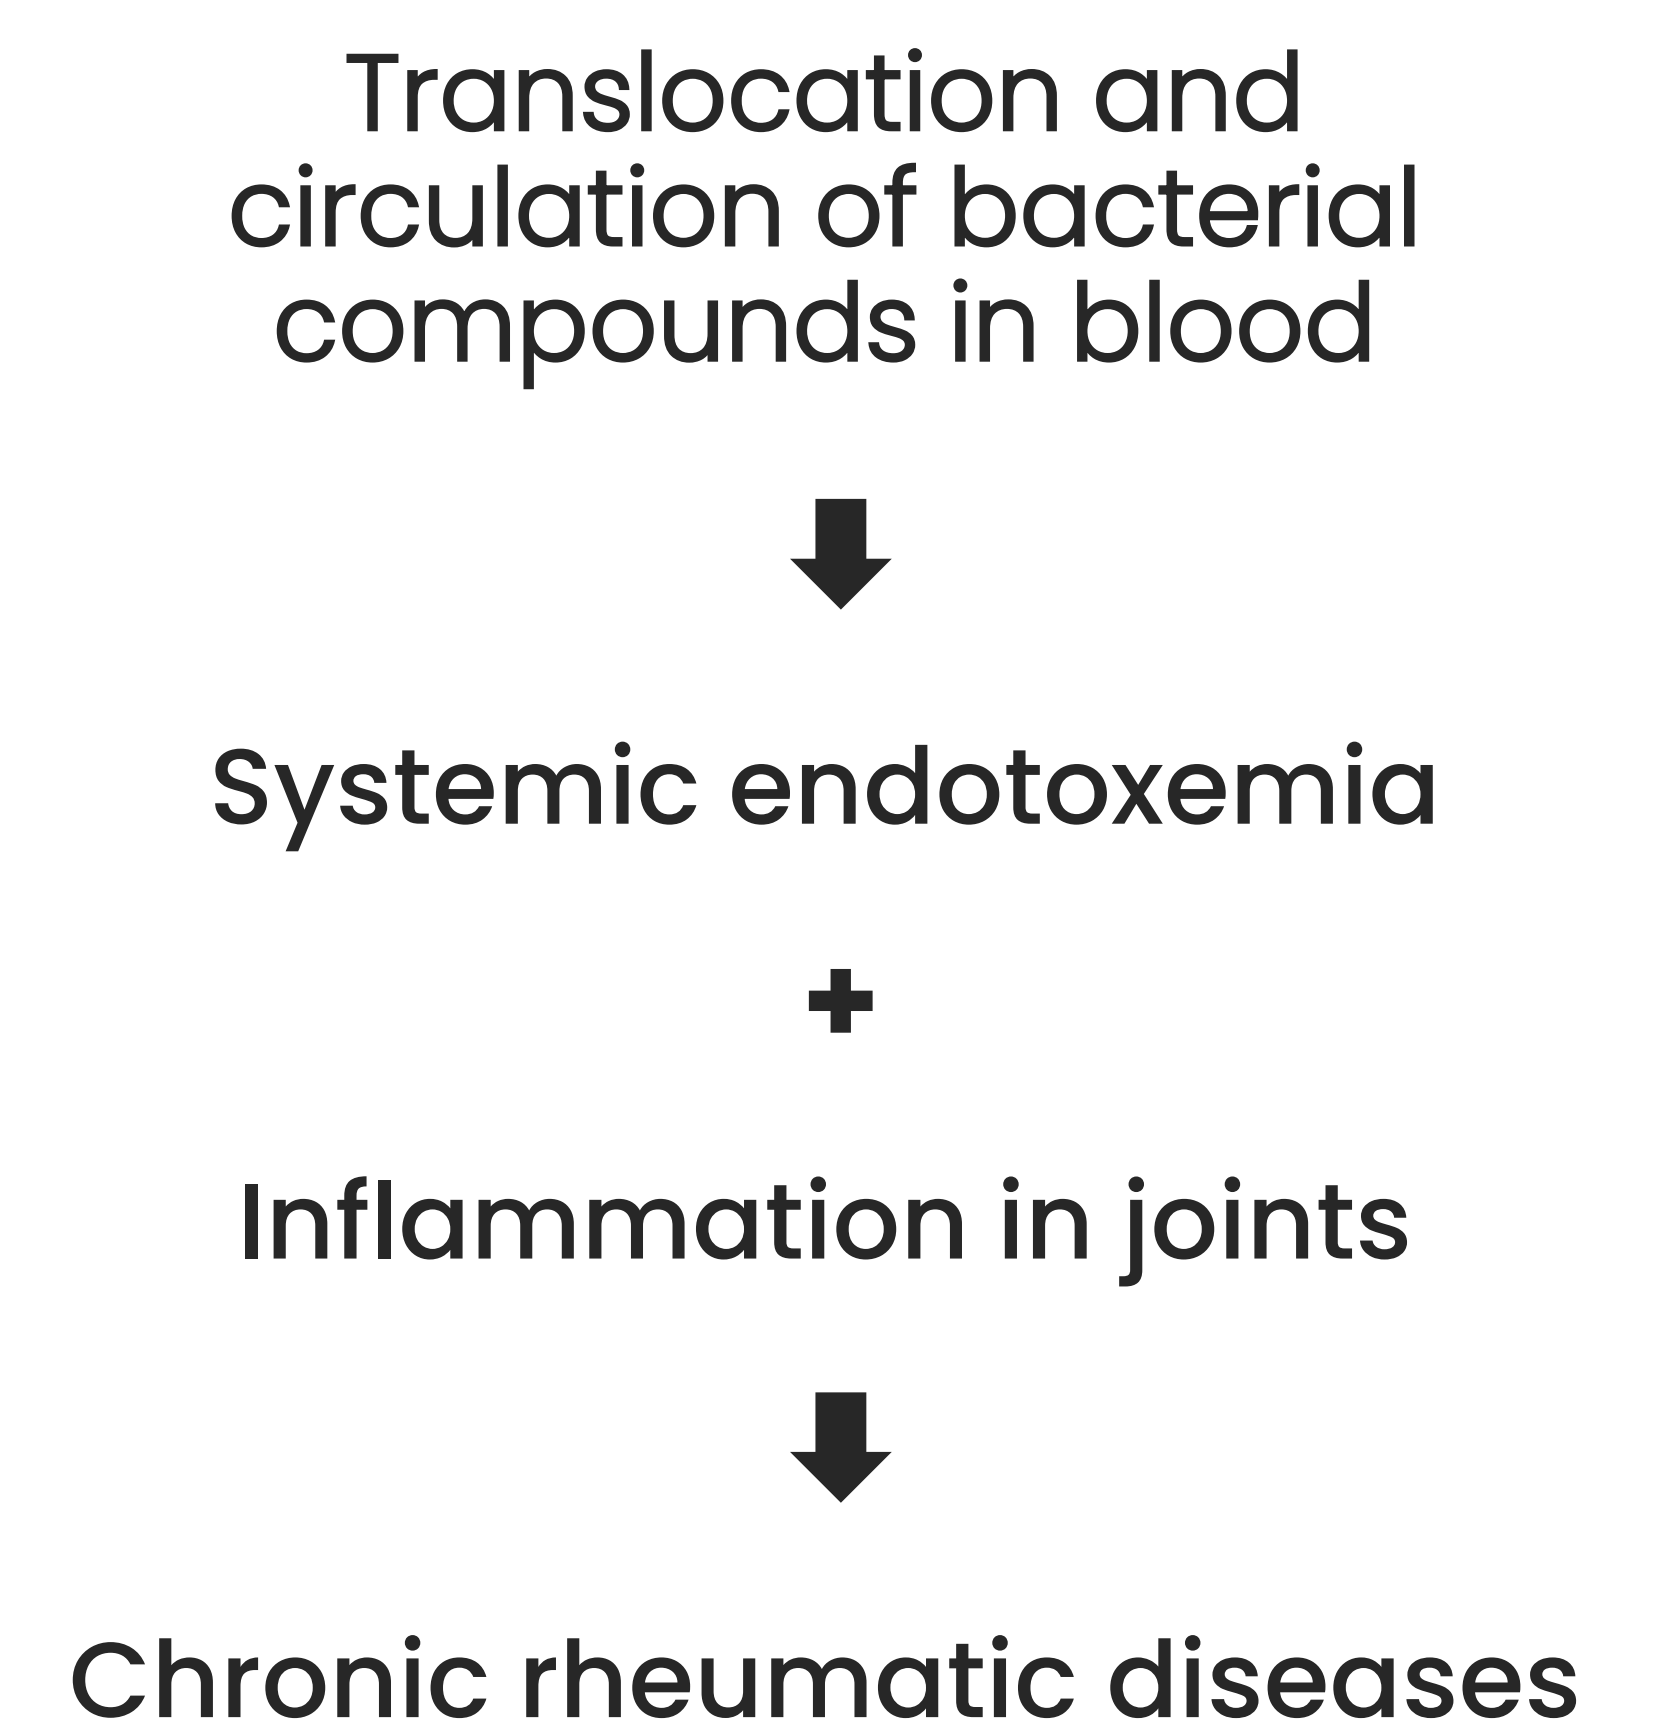 Translocation and
circulation of bacterial
compounds in blood
Systemic endotoxemia
+
Inflammation in joints
Chronic rheumatic diseases